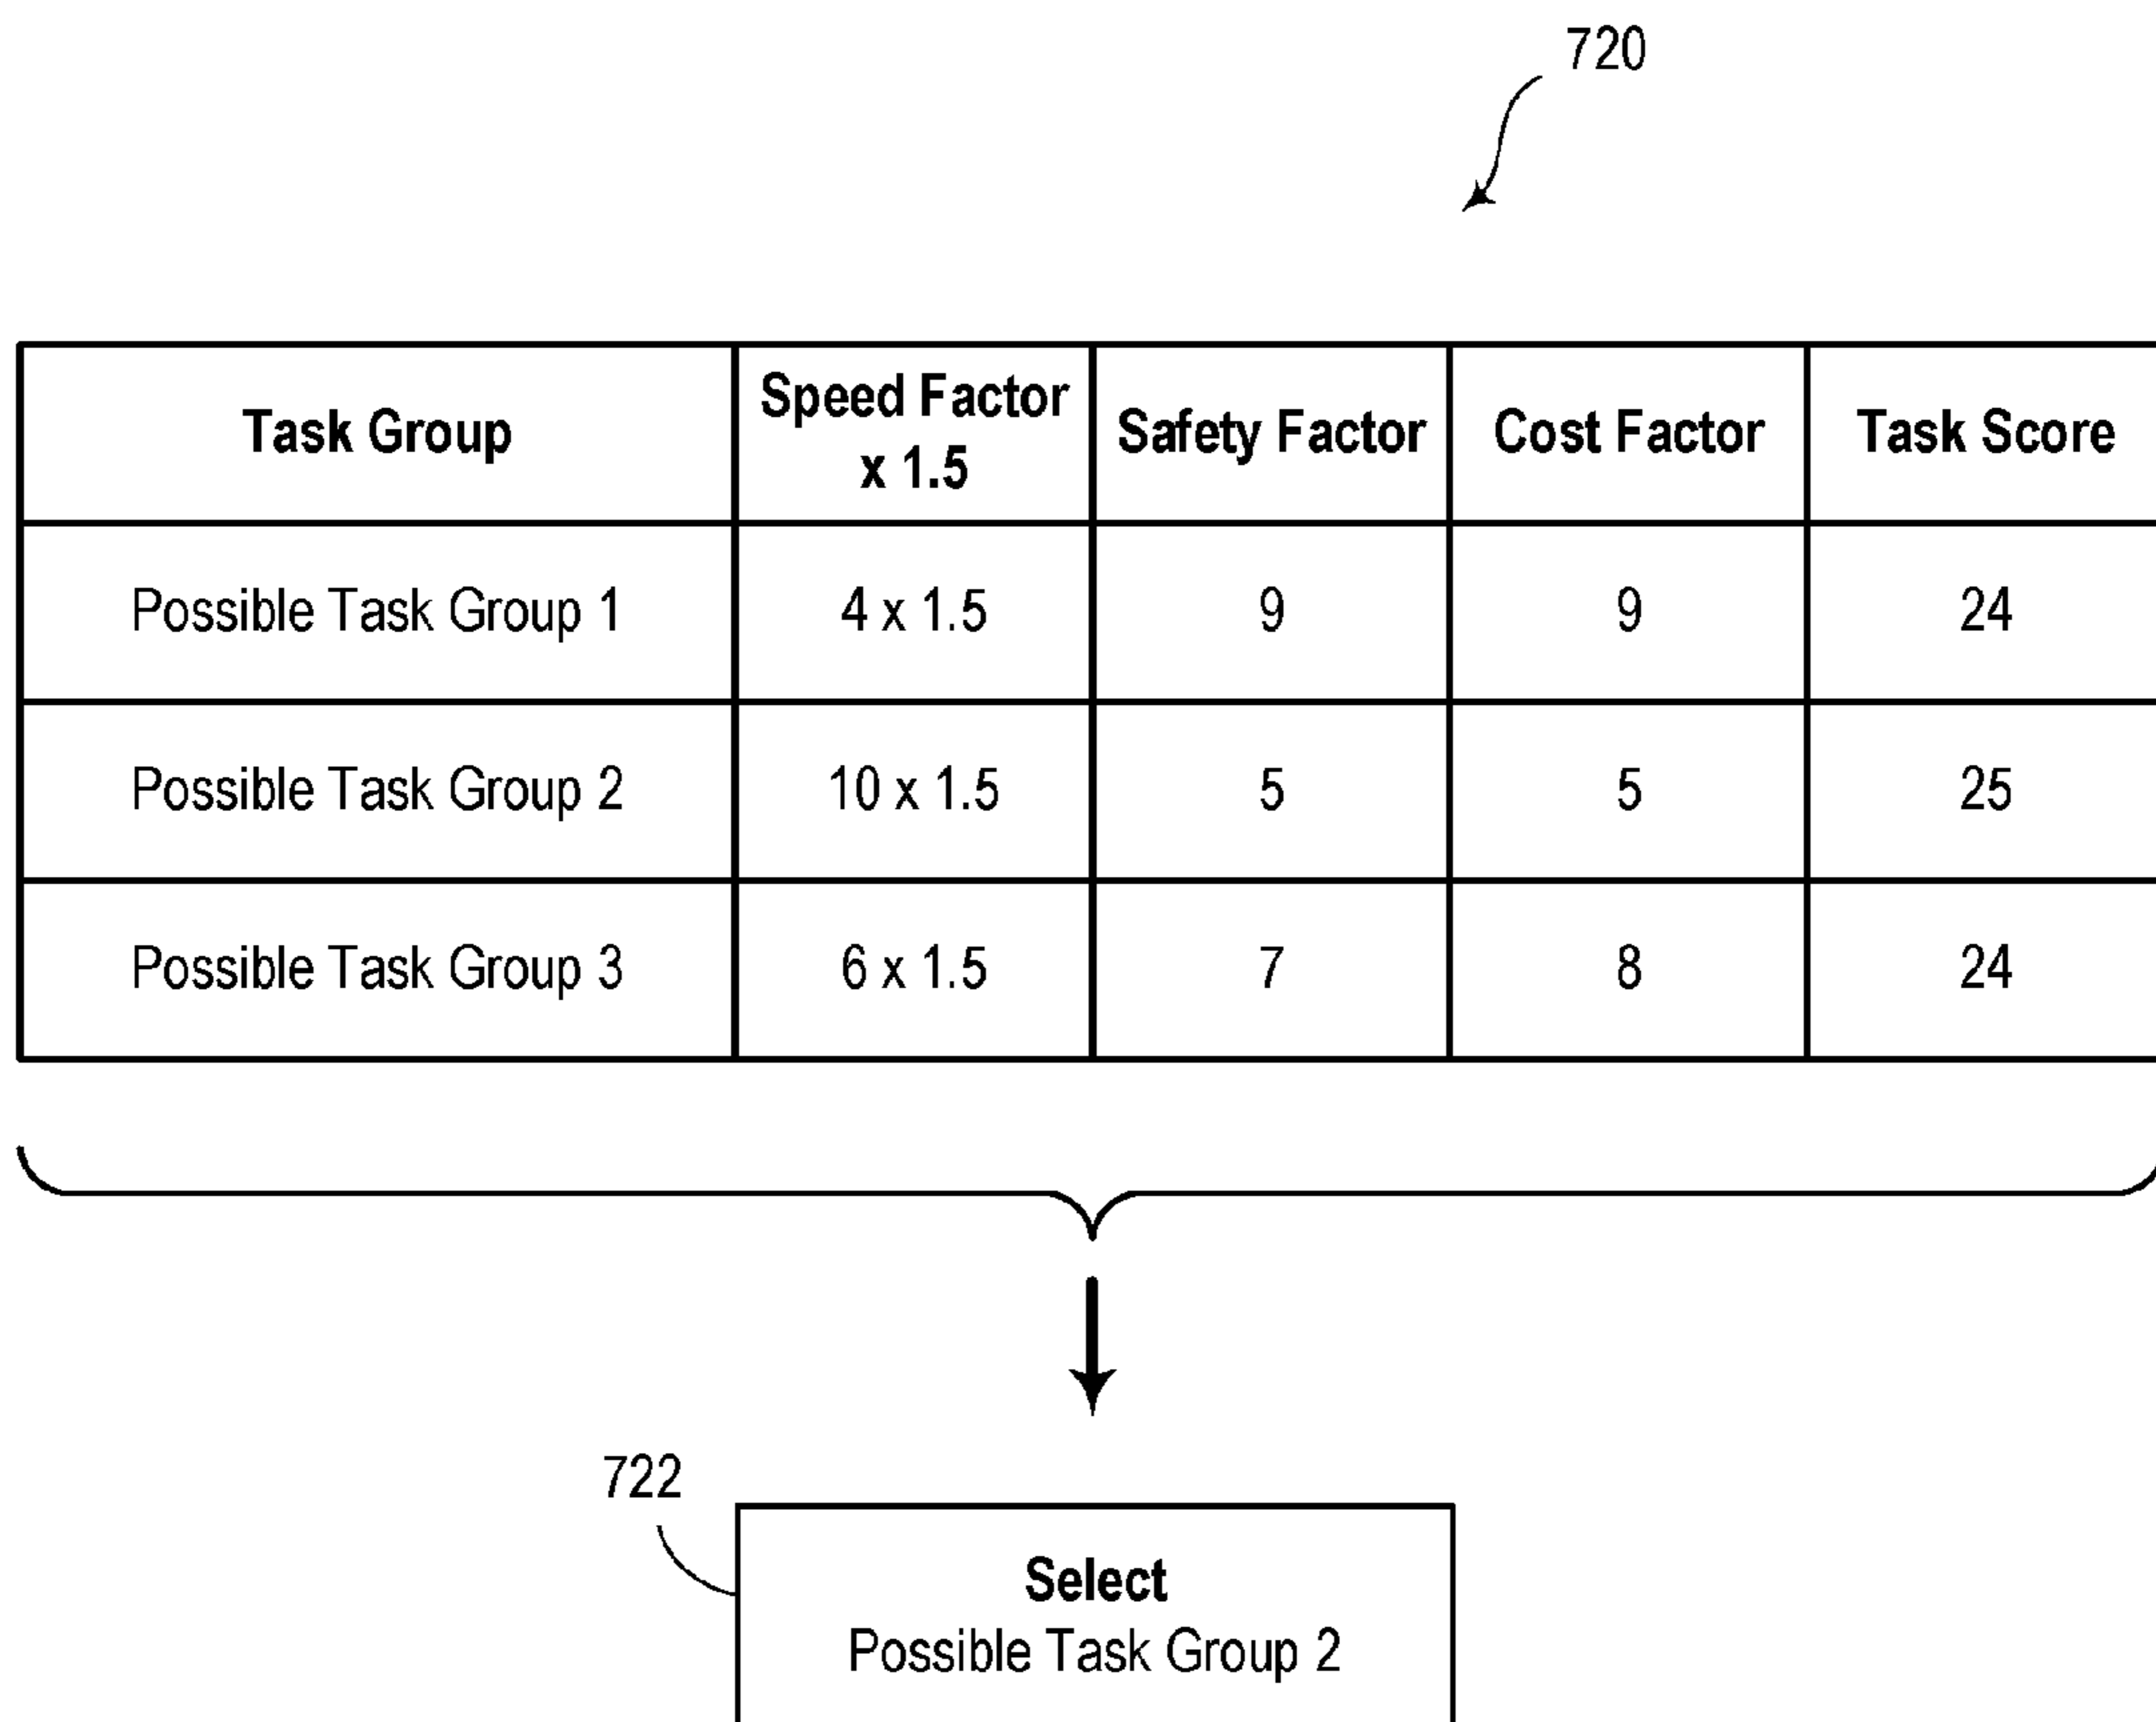 720
Task Group Speed Factor x 1.5 Safety Factor Cost Factor Task Score
Possible Task Group 1 4 x 1.5 9 9 24
Possible Task Group 2 10 x 1.5 5 5 25
Possible Task Group 3 6 x 1.5 7 8 24
722
Select
Possible Task Group 2